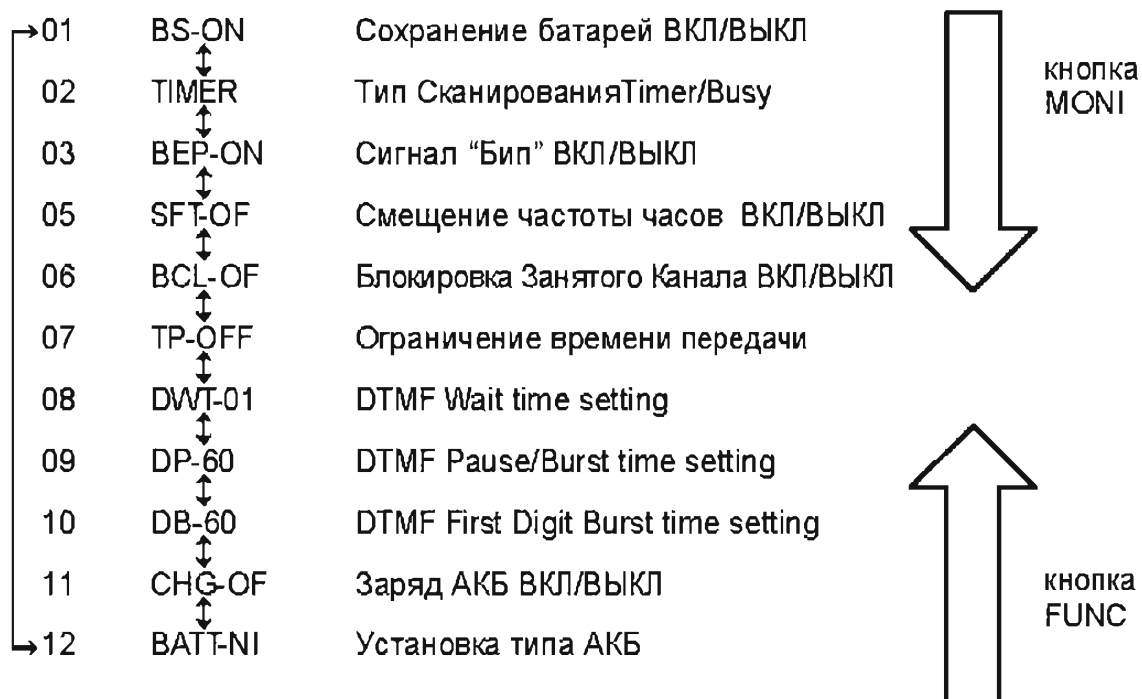 01 BS-ON Сохранение батарей ВКЛ/ВЫКЛ
кнопка
MONI
02 TIMER Тип СканированияTimer/Busy
03 BEP-ON Сигнал “Бип” ВКЛ/ВЫКЛ
05 SFT-OF Смещение частоты часов ВКЛ/ВЫКЛ
06 BCL-OF Блокировка Занятого Канала ВКЛ/ВЫКЛ
07 TP-OFF Ограничение времени передачи
08 DWT-01 DTMF Wait time setting
09 DP-60 DTMF Pause/Burst time setting
10 DB-60 DTMF First Digit Burst time setting
11 CHG-OF Заряд АКБ ВКЛ/ВЫКЛ
кнопка
FUNC
12 BATT-NI Установка типа АКБ